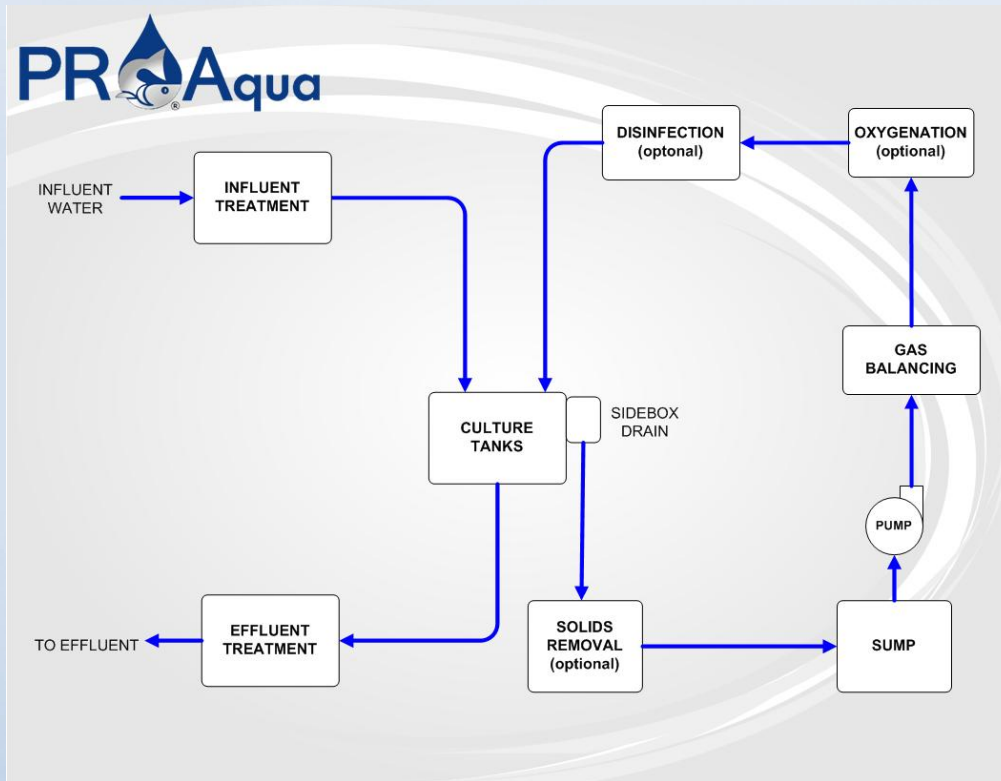 PR Aqua
®
DISINFECTION
(optonal)
OXYGENATION
(optional)
INFLUENT
WATER
INFLUENT
TREATMENT
GAS
BALANCING
CULTURE
TANKS
SIDEBOX
DRAIN
PUMP
TO EFFLUENT
EFFLUENT
TREATMENT
SOLIDS
REMOVAL
(optional)
SUMP